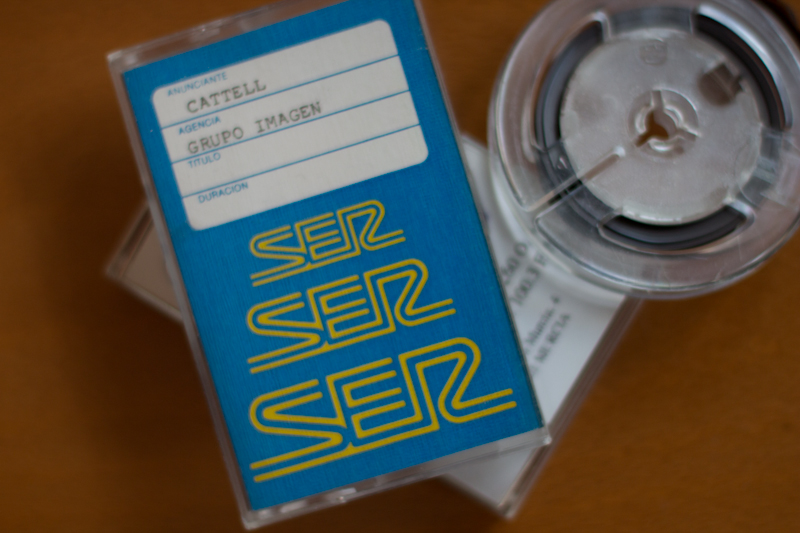 ANUNCIANTE
CATTELL
AGENCIA
GRUPO IMAGEN
TITULO
DURACION
SER
SER
SER